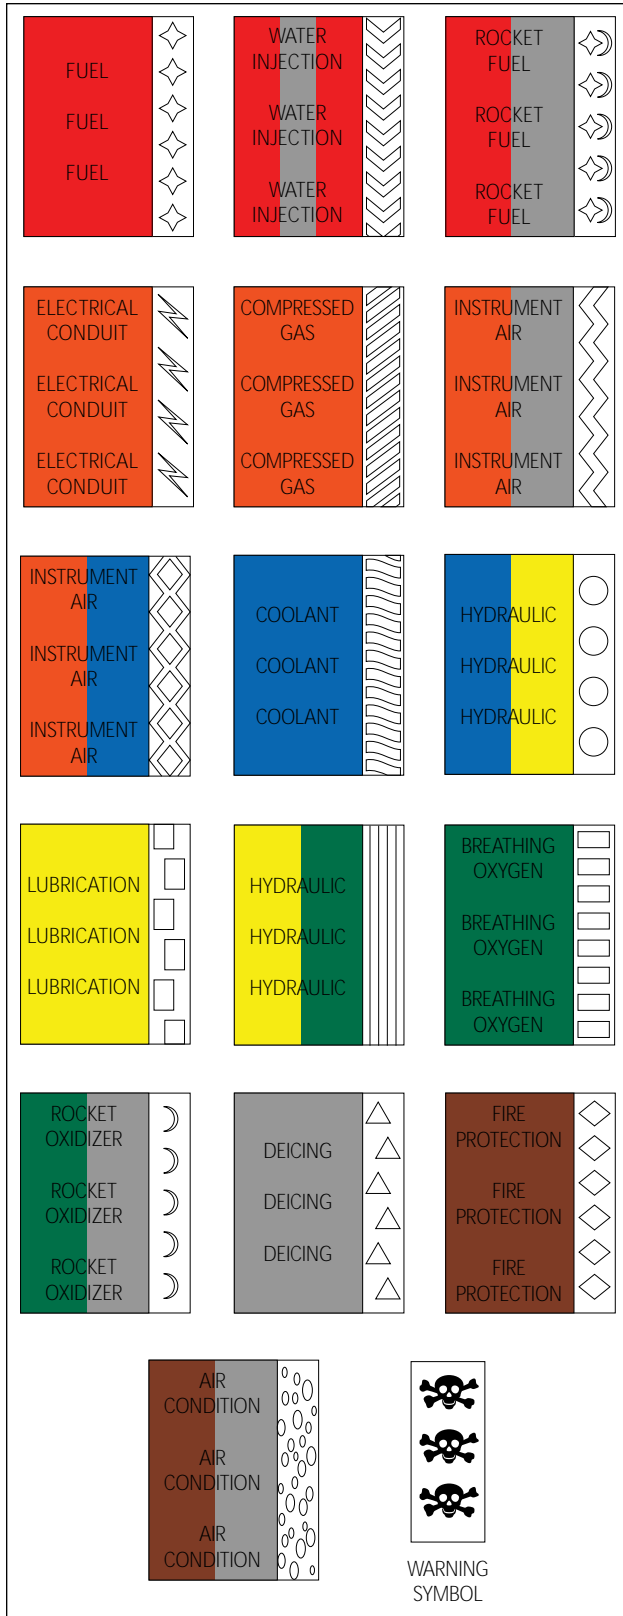 FUEL
FUEL
FUEL
WATER
INJECTION
WATER
INJECTION
WATER
INJECTION
ROCKET
FUEL
ROCKET
FUEL
ROCKET
FUEL
ELECTRICAL
CONDUIT
ELECTRICAL
CONDUIT
ELECTRICAL
CONDUIT
COMPRESSED
GAS
COMPRESSED
GAS
COMPRESSED
GAS
INSTRUMENT
AIR
INSTRUMENT
AIR
INSTRUMENT
AIR
INSTRUMENT
AIR
INSTRUMENT
AIR
INSTRUMENT
AIR
COOLANT
COOLANT
COOLANT
HYDRAULIC
HYDRAULIC
HYDRAULIC
LUBRICATION
LUBRICATION
LUBRICATION
HYDRAULIC
HYDRAULIC
HYDRAULIC
BREATHING
OXYGEN
BREATHING
OXYGEN
BREATHING
OXYGEN
ROCKET
OXIDIZER
ROCKET
OXIDIZER
ROCKET
OXIDIZER
DEICING
DEICING
DEICING
FIRE
PROTECTION
FIRE
PROTECTION
FIRE
PROTECTION
AIR
CONDITION
AIR
CONDITION
AIR
CONDITION
WARNING
SYMBOL